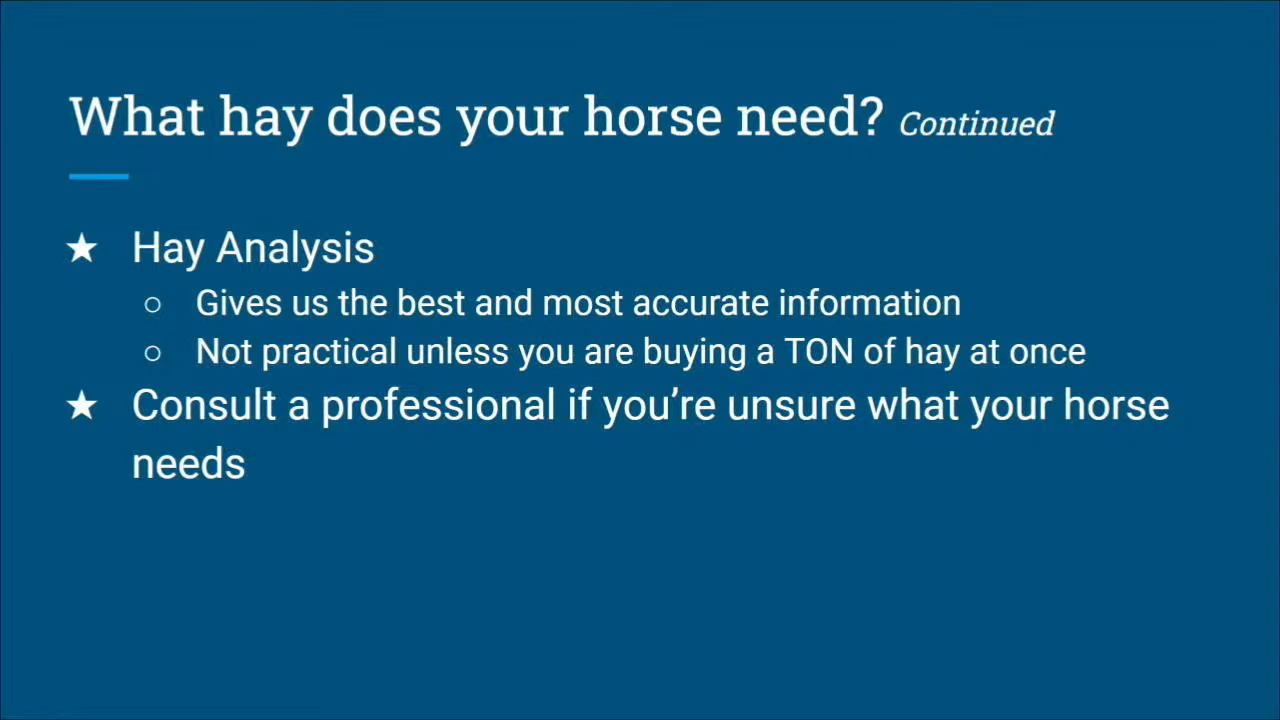 What hay does your horse need? Continued
★ Hay Analysis
○ Gives us the best and most accurate information
○ Not practical unless you are buying a TON of hay at once
★ Consult a professional if you’re unsure what your horse
needs